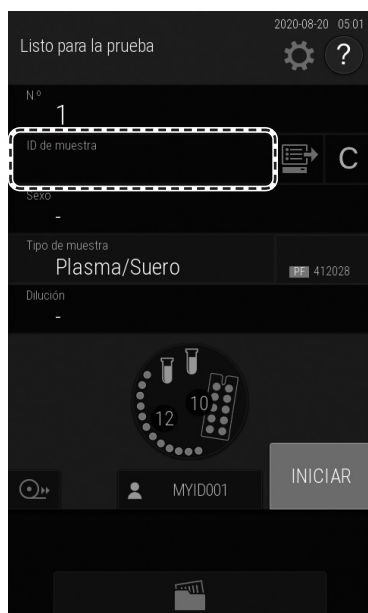 2020-08-20 05:01
Listo para la prueba
?
N.º
1
ID de muestra
C
Sexo
-
Tipo de muestra
Plasma/Suero
PF 412028
Dilución
-
12
10
MYID001
INICIAR